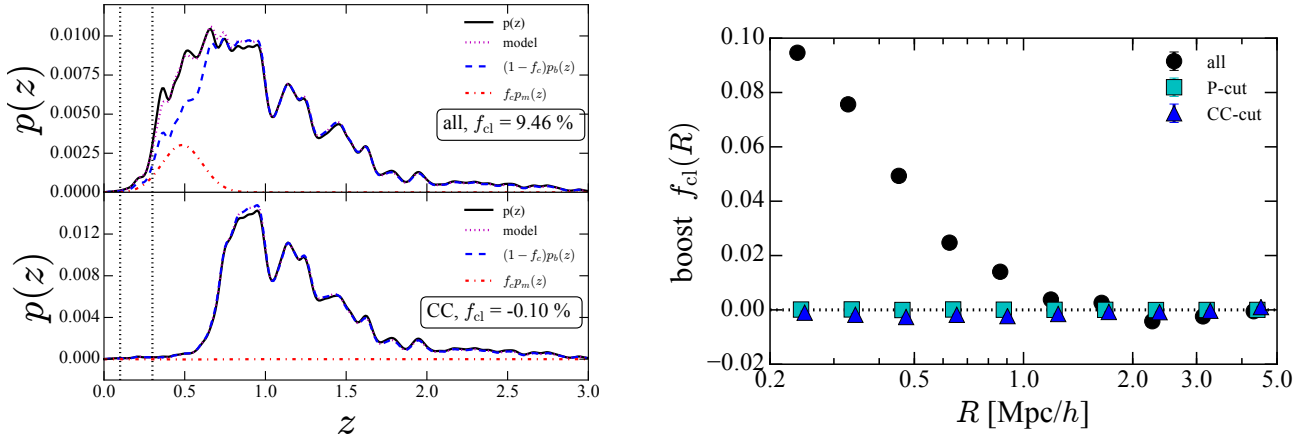 0.0100
0.0075
0.0050
0.0025
0.0000
p(z)
p(z)
model
(1 − f_c)p_b(z)
f_c p_m(z)
all, f_cl = 9.46 %
0.012
0.008
0.004
0.000
p(z)
p(z)
model
(1 − f_c)p_b(z)
f_c p_m(z)
CC, f_cl = -0.10 %
0.0 0.5 1.0 1.5 2.0 2.5 3.0
z
0.10
0.08
0.06
0.04
0.02
0.00
−0.02
boost f_cl(R)
all
P-cut
CC-cut
0.2 0.5 1.0 2.0 3.0 5.0
R [Mpc/h]